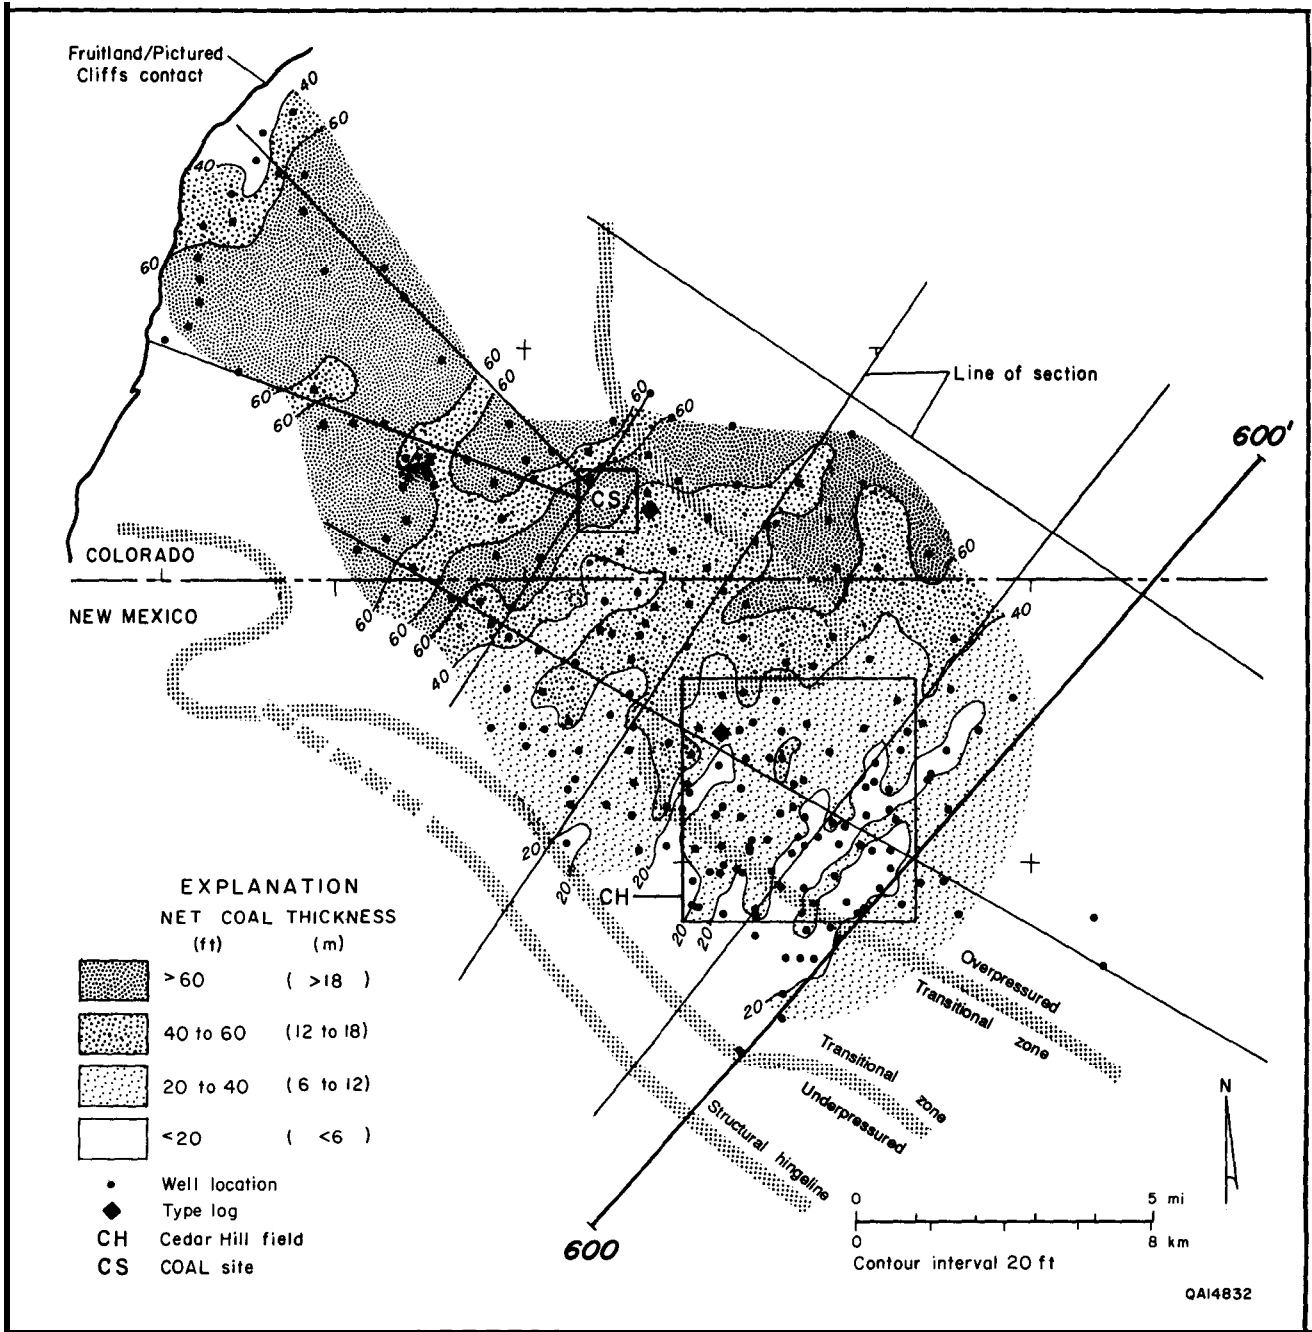 Fruitland/Pictured
Cliffs contact
40
60
40
60
60
60
60
60
60
60
Line of section
600'
CS
60
COLORADO
NEW MEXICO
60
60
60
40
40
20
20
20
CH
20
20
20
EXPLANATION
NET COAL THICKNESS
(ft) (m)
>60 ( >18 )
40 to 60 (12 to 18)
20 to 40 (6 to 12)
<20 ( <6 )
Well location
Type log
CH Cedar Hill field
CS COAL site
Overpressured
Transitional zone
Transitional zone
Underpressured
Structural hingeline
N
600
0 5 mi
0 8 km
Contour interval 20 ft
QA14832